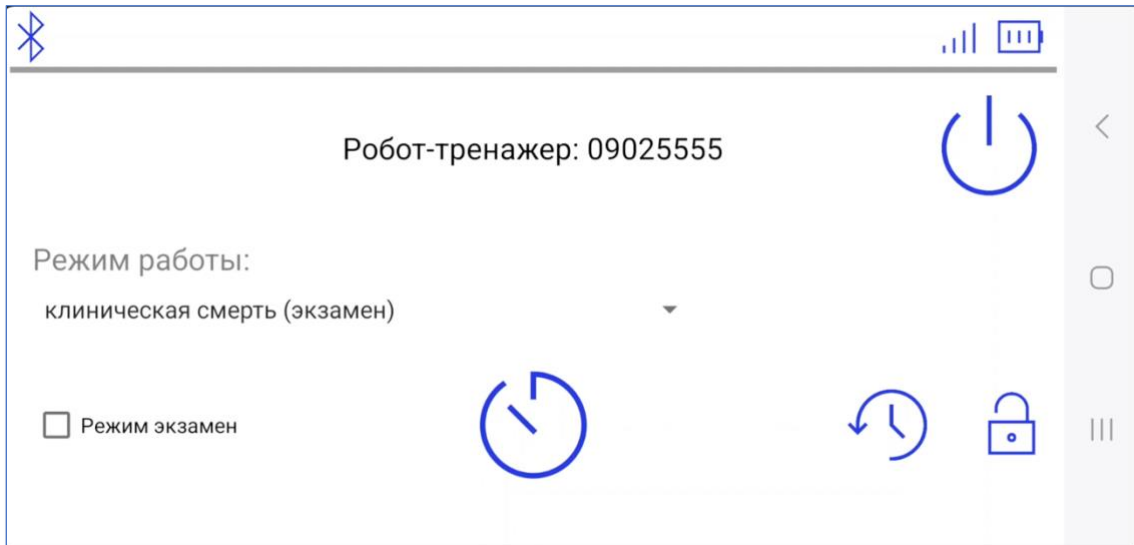 Робот-тренажер: 09025555
Режим работы:
клиническая смерть (экзамен)
Режим экзамен